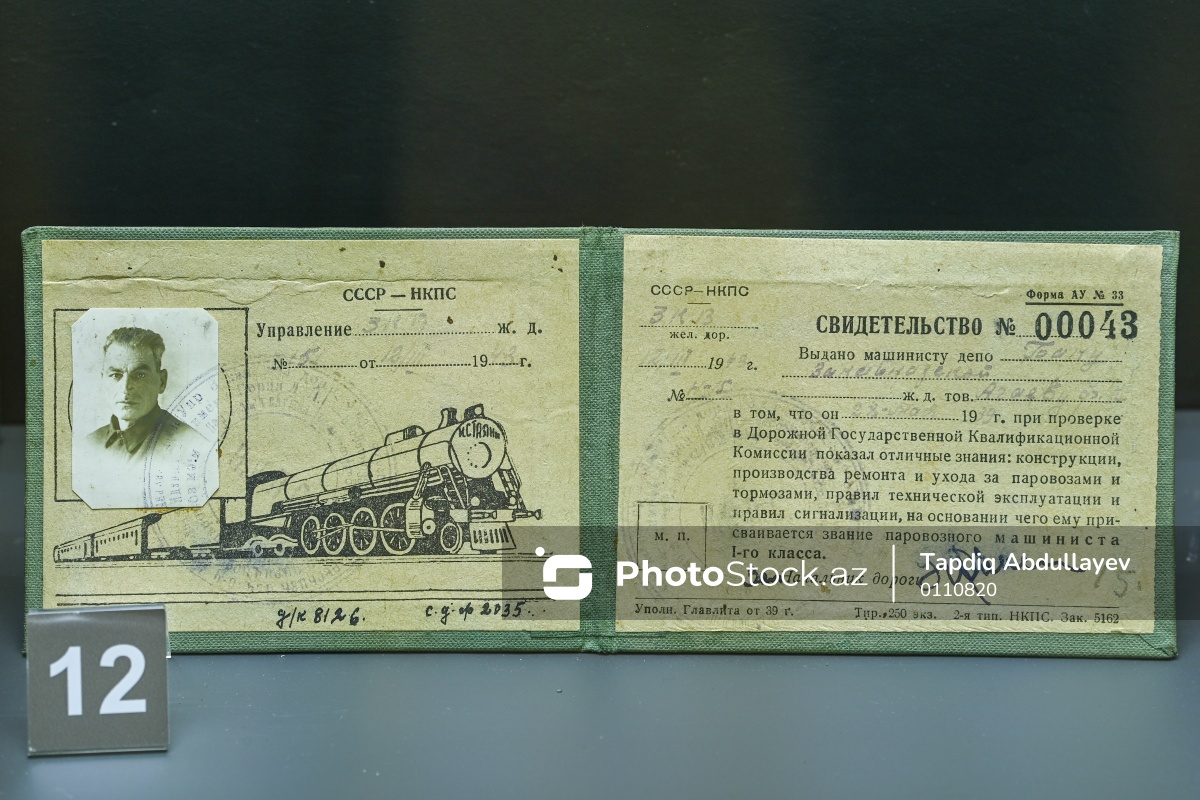 СССР — НКПС
Управление З К В ж. д.
№ от 19 г.
И.СТАЛИН
д/к 8126.
с.д.ф 2035.
СССР—НКПС
З К В
жел. дор.
19 г.
№
М. П.
Форма АУ № 33
СВИДЕТЕЛЬСТВО № 00043
Выдано машинисту депо
ж. д. тов.
в том, что он 19 г. при проверке
в Дорожной Государственной Квалификационной
Комиссии показал отличные знания: конструкции,
производства ремонта и ухода за паровозами и
тормозами, правил технической эксплуатации и
правил сигнализации, на основании чего ему при-
сваивается звание паровозного машиниста
I-го класса.
Начальник дороги
Уполн. Главлита от 39 г. Тир. 250 экз. 2-я тип. НКПС. Зак. 5162
PhotoStock.az
Tapdiq Abdullayev
0110820
12